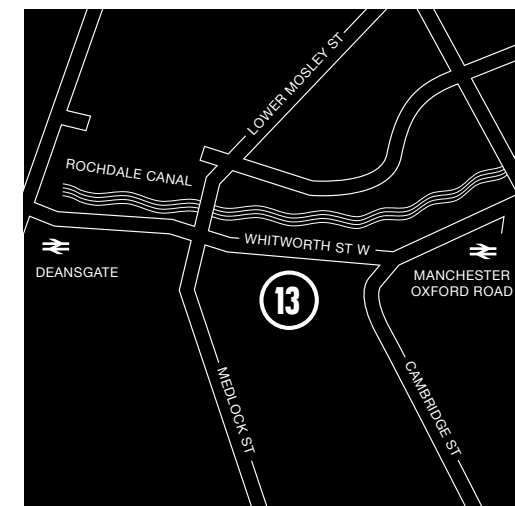 LOWER MOSLEY ST
ROCHDALE CANAL
WHITWORTH ST W
DEANSGATE
MANCHESTER
OXFORD ROAD
13
MEDLOCK ST
CAMBRIDGE ST